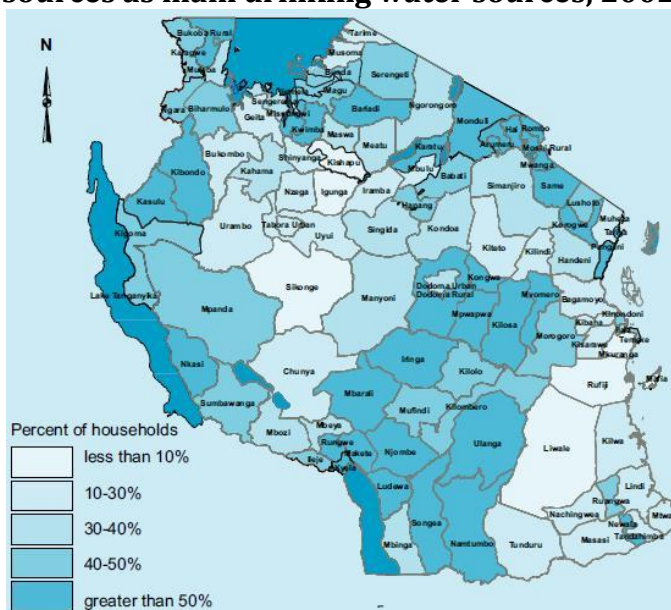 sources as main drinking water sources, 2002
N
Bukoba Rural
Karagwe
Tarime
Musoma
Bunda
Serengeti
Ngara
Biharmulo
Sengerema
Geita
Magu
Bariadi
Ngorongoro
Monduli
Hai
Rombo
Moshi Rural
Kwimba
Maswa
Meatu
Karatu
Arumeru
Mwanga
Bukombo
Shinyanga
Kishapu
Mbulu
Babati
Simanjiro
Same
Kibondo
Kahama
Nzega
Igunga
Iramba
Hanang
Lushoto
Kasulu
Korogwe
Muheza
Kigoma
Urambo
Tabora Urban
Uyui
Singida
Kondoa
Kiteto
Kilindi
Handeni
Pangani
Lake Tanganyika
Mpanda
Sikonge
Manyoni
Dodoma Urban
Dodoma Rural
Kongwa
Mpwapwa
Kilosa
Mvomero
Bagamoyo
Kibaha
Kinondoni
Temeke
Kisarawe
Mkuranga
Morogoro
Nkasi
Chunya
Iringa
Kilolo
Rufiji
Mafia
Sumbawanga
Mbarali
Mufindi
Kilombero
Mbozi
Mbeya
Rungwe
Makete
Njombe
Ulanga
Liwale
Kilwa
Ileje
Kyela
Ludewa
Lindi
Ruangwa
Nachingwea
Mtwa
Mbinga
Songea
Namtumbo
Tunduru
Masasi
Newala
Tandahimba
Percent of households
less than 10%
10-30%
30-40%
40-50%
greater than 50%